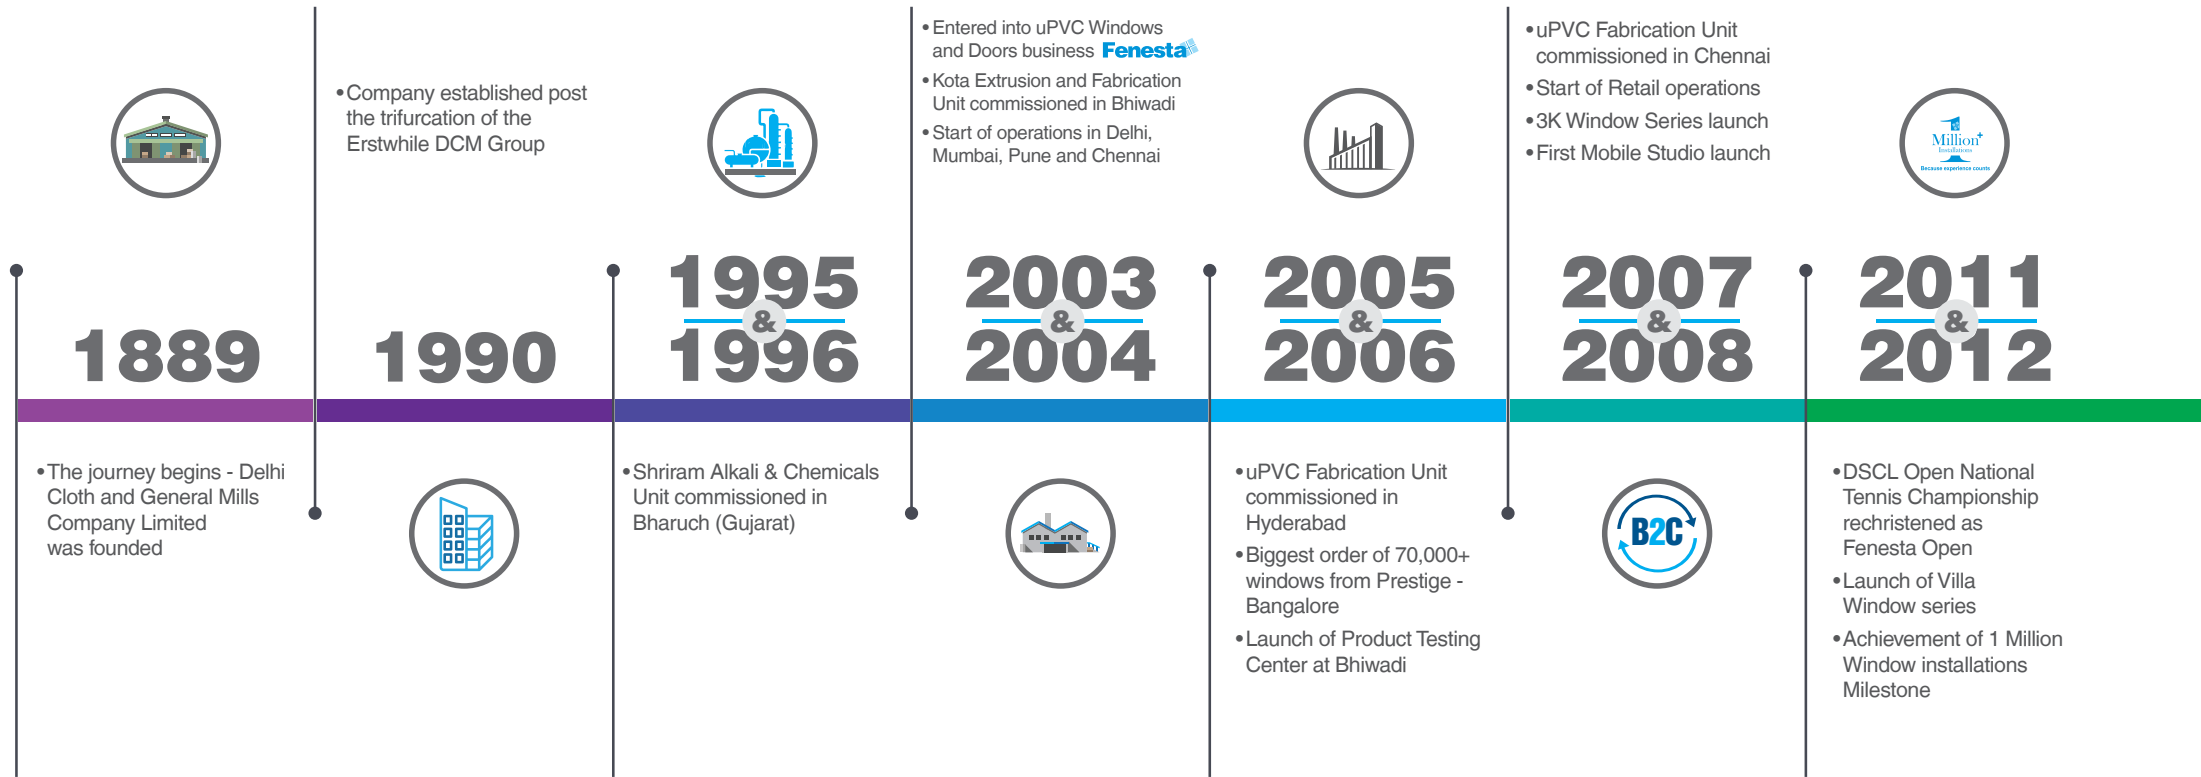 1889
•The journey begins - Delhi
Cloth and General Mills
Company Limited
was founded
•Company established post
the trifurcation of the
Erstwhile DCM Group
1990
1995
&
1996
•Shriram Alkali & Chemicals
Unit commissioned in
Bharuch (Gujarat)
•Entered into uPVC Windows
and Doors business Fenesta
•Kota Extrusion and Fabrication
Unit commissioned in Bhiwadi
•Start of operations in Delhi,
Mumbai, Pune and Chennai
2003
&
2004
2005
&
2006
•uPVC Fabrication Unit
commissioned in
Hyderabad
•Biggest order of 70,000+
windows from Prestige -
Bangalore
•Launch of Product Testing
Center at Bhiwadi
•uPVC Fabrication Unit
commissioned in Chennai
•Start of Retail operations
•3K Window Series launch
•First Mobile Studio launch
2007
&
2008
B2C
1
Million+
Installations
Because experience counts
2011
&
2012
•DSCL Open National
Tennis Championship
rechristened as
Fenesta Open
•Launch of Villa
Window series
•Achievement of 1 Million
Window installations
Milestone